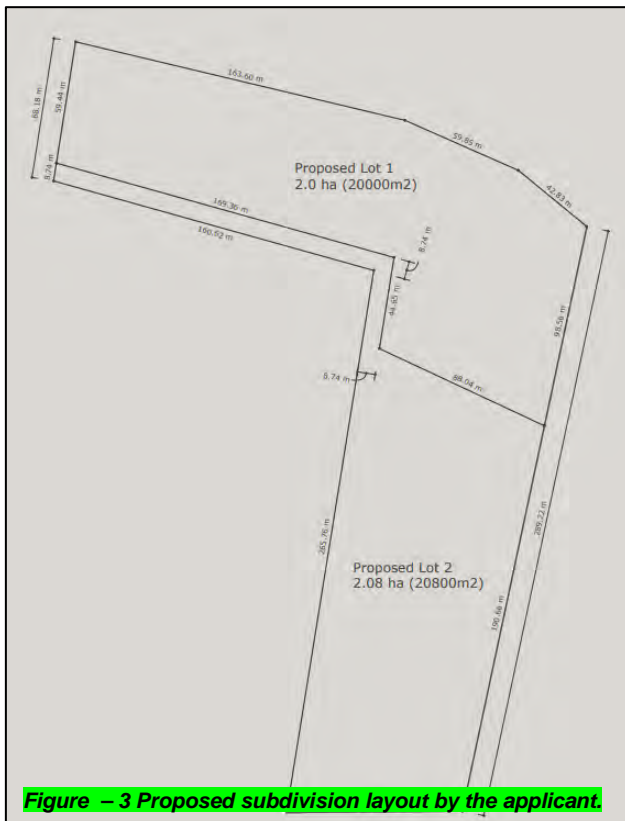 163.60 m
59.85 m
42.83 m
88.18 m
59.44 m
8.74 m
Proposed Lot 1
2.0 ha (20000m2)
169.36 m
160.52 m
8.74 m
44.65 m
98.56 m
88.04 m
8.74 m
289.22 m
265.76 m
Proposed Lot 2
2.08 ha (20800m2)
190.66 m
Figure – 3 Proposed subdivision layout by the applicant.